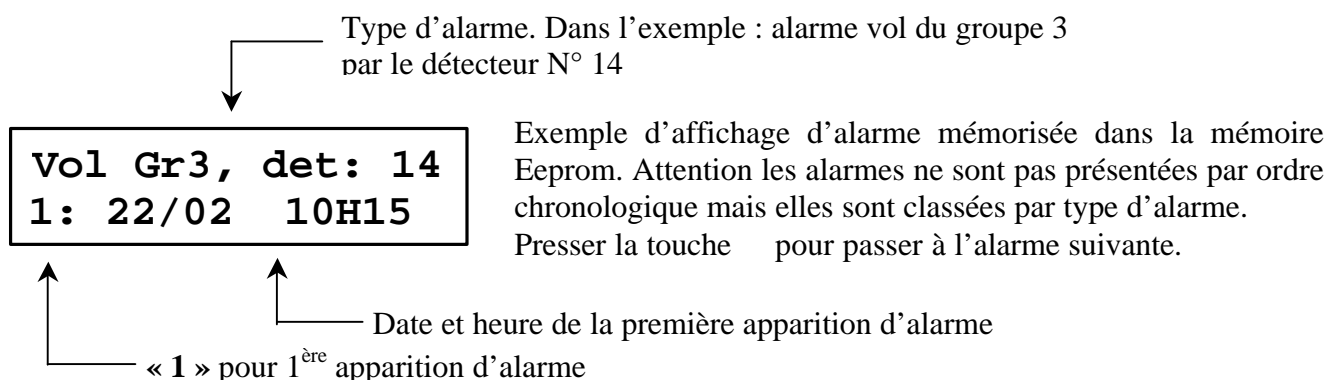 Type d’alarme. Dans l’exemple : alarme vol du groupe 3
par le détecteur N° 14
Vol Gr3, det: 14
1: 22/02 10H15
Exemple d’affichage d’alarme mémorisée dans la mémoire
Eeprom. Attention les alarmes ne sont pas présentées par ordre
chronologique mais elles sont classées par type d’alarme.
Presser la touche pour passer à l’alarme suivante.
Date et heure de la première apparition d’alarme
« 1 » pour 1ère apparition d’alarme